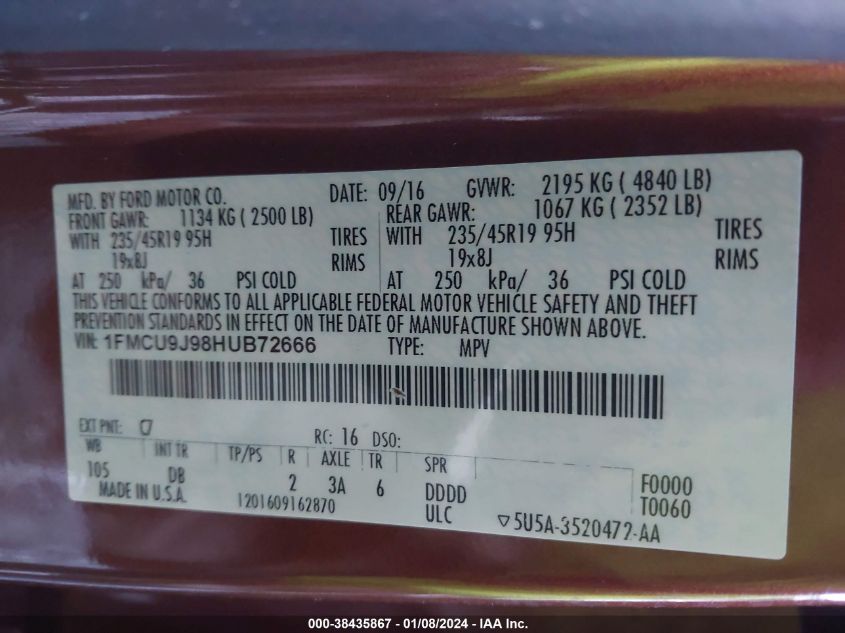 MFD. BY FORD MOTOR CO. DATE: 09/16 GVWR: 2195 KG ( 4840 LB)
FRONT GAWR: 1134 KG ( 2500 LB) REAR GAWR: 1067 KG ( 2352 LB)
WITH 235/45R19 95H TIRES WITH 235/45R19 95H TIRES
19x8J RIMS 19x8J RIMS
AT 250 kPa/ 36 PSI COLD AT 250 kPa/ 36 PSI COLD
THIS VEHICLE CONFORMS TO ALL APPLICABLE FEDERAL MOTOR VEHICLE SAFETY AND THEFT
PREVENTION STANDARDS IN EFFECT ON THE DATE OF MANUFACTURE SHOWN ABOVE.
VIN: 1FMCU9J98HUB72666 TYPE: MPV
EXT PNT: RC: 16 DSO:
WB INT TR TP/PS R AXLE TR SPR
105 DB 2 3A 6 DDDD F0000
MADE IN U.S.A. 1201609162870 ULC T0060
▽5U5A-3520472-AA
000-38435867 - 01/08/2024 - IAA Inc.